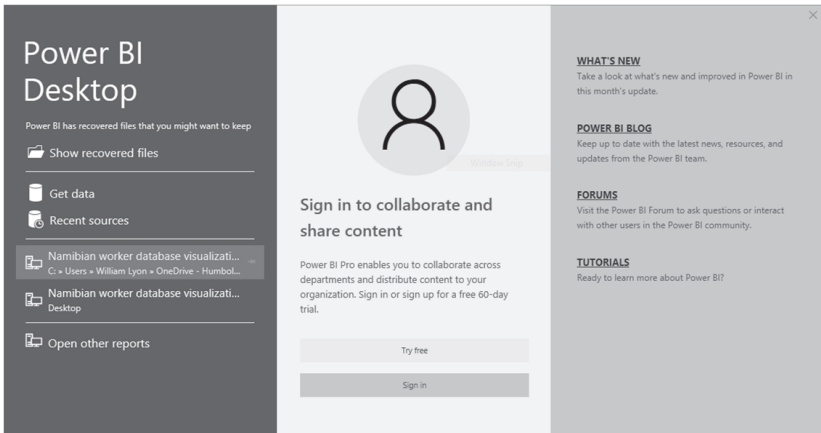 Power BI
Desktop
Power BI has recovered files that you might want to keep
Show recovered files
Get data
Recent sources
Namibian worker database visualizati...
C: » Users » William Lyon » OneDrive - Humbol...
Namibian worker database visualizati...
Desktop
Open other reports
Window Snip
Sign in to collaborate and
share content
Power BI Pro enables you to collaborate across
departments and distribute content to your
organization. Sign in or sign up for a free 60-day
trial.
Try free
Sign in
WHAT'S NEW
Take a look at what's new and improved in Power BI in
this month's update.
POWER BI BLOG
Keep up to date with the latest news, resources, and
updates from the Power BI team.
FORUMS
Visit the Power BI Forum to ask questions or interact
with other users in the Power BI community.
TUTORIALS
Ready to learn more about Power BI?